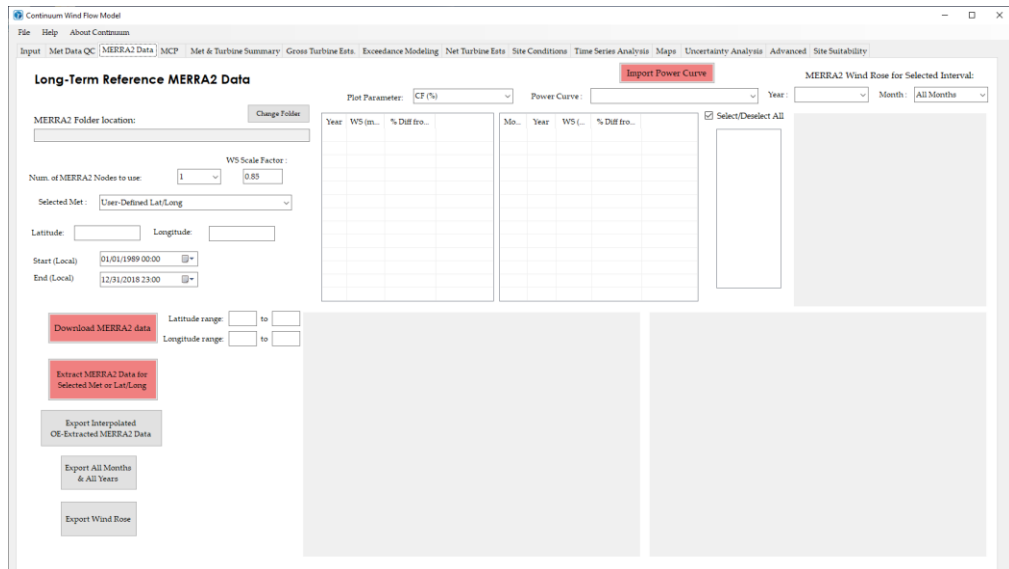 Continuum Wind Flow Model
File Help About Continuum
Input Met Data QC MERRA2 Data MCP Met & Turbine Summary Gross Turbine Ests. Exceedance Modeling Net Turbine Ests Site Conditions Time Series Analysis Maps Uncertainty Analysis Advanced Site Suitability
Long-Term Reference MERRA2 Data
Import Power Curve
MERRA2 Wind Rose for Selected Interval:
Plot Parameter: CF (%) Power Curve : Year : Month : All Months
MERRA2 Folder location: Change Folder
Year WS (m... % Diff fro...
Mo... Year WS (... % Diff fro...
Select/Deselect All
WS Scale Factor :
Num. of MERRA2 Nodes to use: 1 0.85
Selected Met : User-Defined Lat/Long
Latitude: Longitude:
Start (Local) 01/01/1989 00:00
End (Local) 12/31/2018 23:00
Download MERRA2 data
Latitude range: to
Longitude range: to
Extract MERRA2 Data for
Selected Met or Lat/Long
Export Interpolated
OE-Extracted MERRA2 Data
Export All Months
& All Years
Export Wind Rose